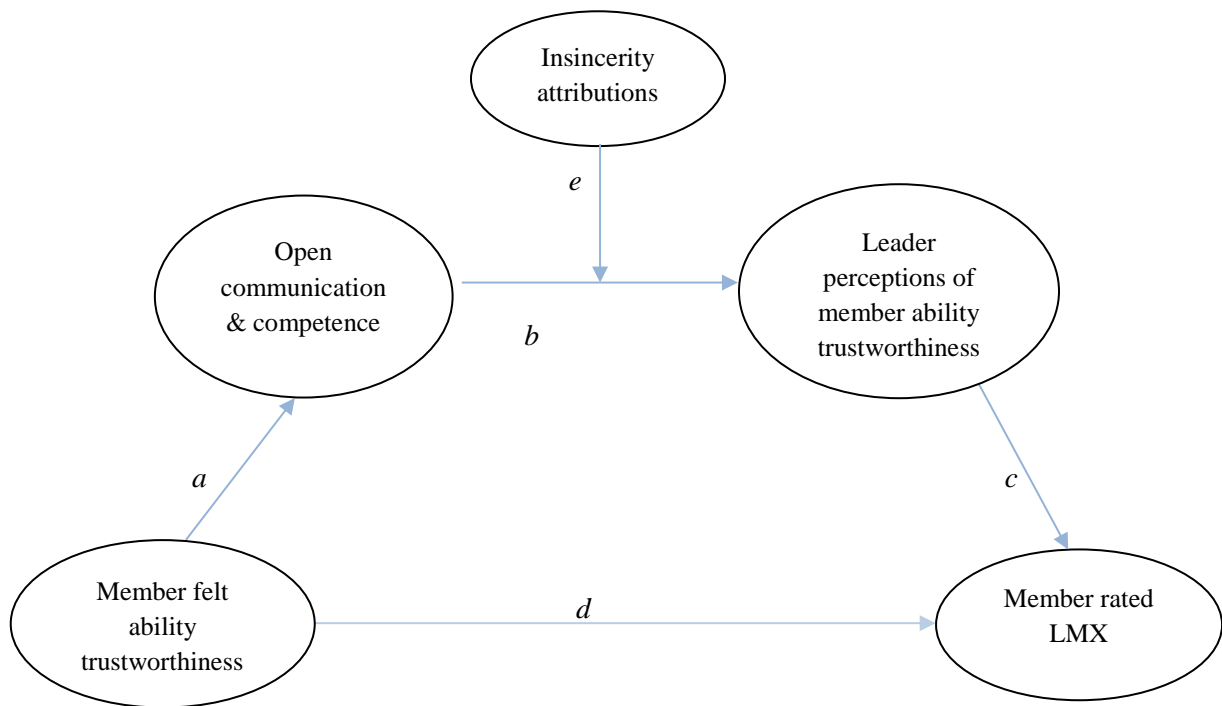 Insincerity
attributions
e
Open
communication
& competence
Leader
perceptions of
member ability
trustworthiness
b
a
c
Member felt
ability
trustworthiness
d
Member rated
LMX